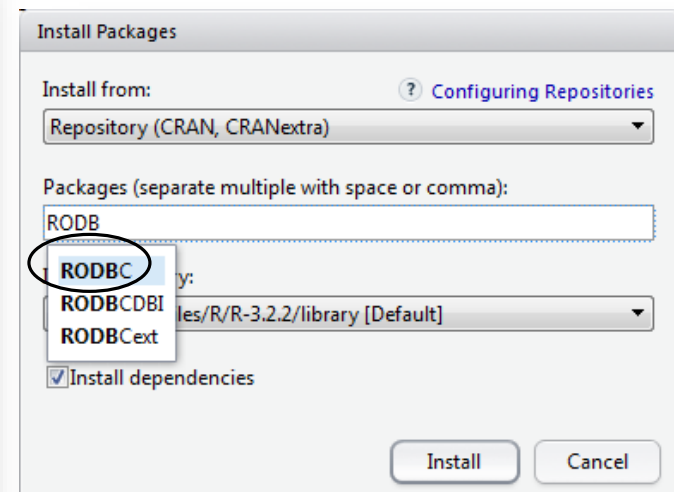 Install Packages
Install from:
? Configuring Repositories
Repository (CRAN, CRANextra)
Packages (separate multiple with space or comma):
RODB
RODBC
y:
RODBCDBI
les/R/R-3.2.2/library [Default]
RODBCext
Install dependencies
Install
Cancel